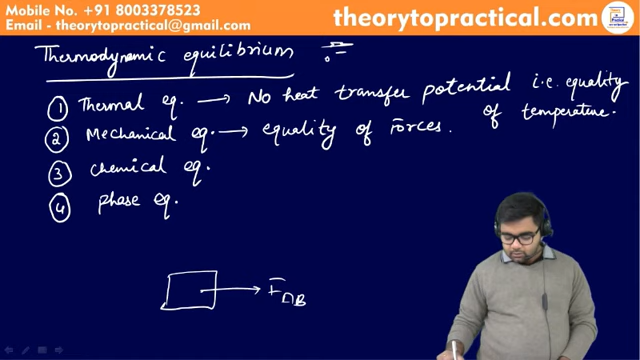 Mobile No. +91 8003378523
Email - theorytopractical@gmail.com
theorytopractical.com
Thermodynamic equilibrium
① Thermal eq. → No heat transfer potential i.e equality of temperature.
② Mechanical eq. → equality of Forces.
③ chemical eq.
④ phase eq.